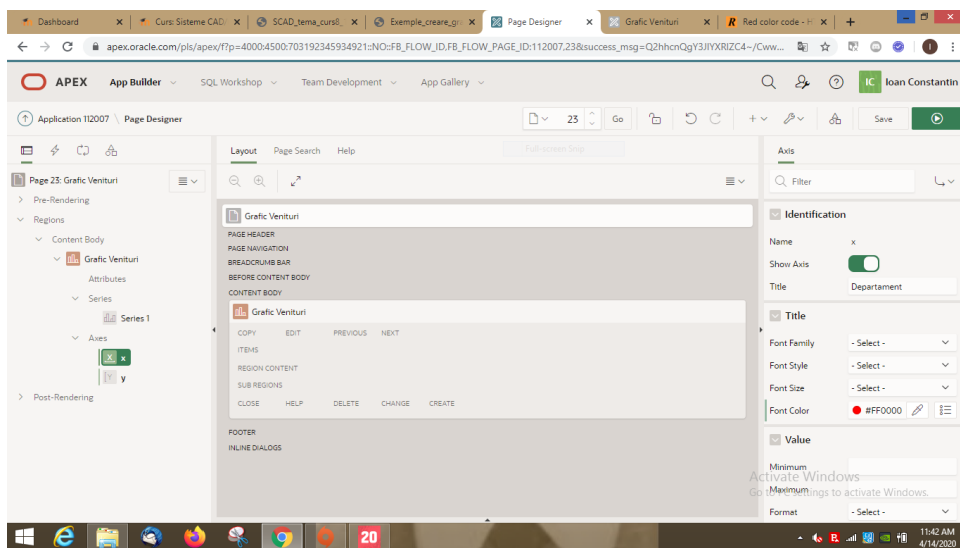 Dashboard
Curs: Sisteme CAD/
SCAD_tema_curs8_
Exemple_creare_gr
Page Designer
Grafic Venituri
Red color code - H
apex.oracle.com/pls/apex/f?p=4000:4500:703192345934921::NO::FB_FLOW_ID,FB_FLOW_PAGE_ID:112007,23&success_msg=Q2hhcnQgY3JlYXRlZC4~/Cww...
APEX App Builder SQL Workshop Team Development App Gallery IC Ioan Constantin
Application 112007 \ Page Designer 23 Go Save
Layout Page Search Help Full-screen Snip Axis
Page 23: Grafic Venituri
Filter
Pre-Rendering
Regions
Content Body
Grafic Venituri
Attributes
Series
Series 1
Axes
X x
Y y
Post-Rendering
Grafic Venituri
PAGE HEADER
PAGE NAVIGATION
BREADCRUMB BAR
BEFORE CONTENT BODY
CONTENT BODY
Grafic Venituri
COPY EDIT PREVIOUS NEXT
ITEMS
REGION CONTENT
SUB REGIONS
CLOSE HELP DELETE CHANGE CREATE
FOOTER
INLINE DIALOGS
Identification
Name x
Show Axis
Title Departament
Title
Font Family - Select -
Font Style - Select -
Font Size - Select -
Font Color #FF0000
Value
Minimum
Maximum
Format - Select -
Activate Windows
Go to PC settings to activate Windows.
20
11:42 AM
4/14/2020